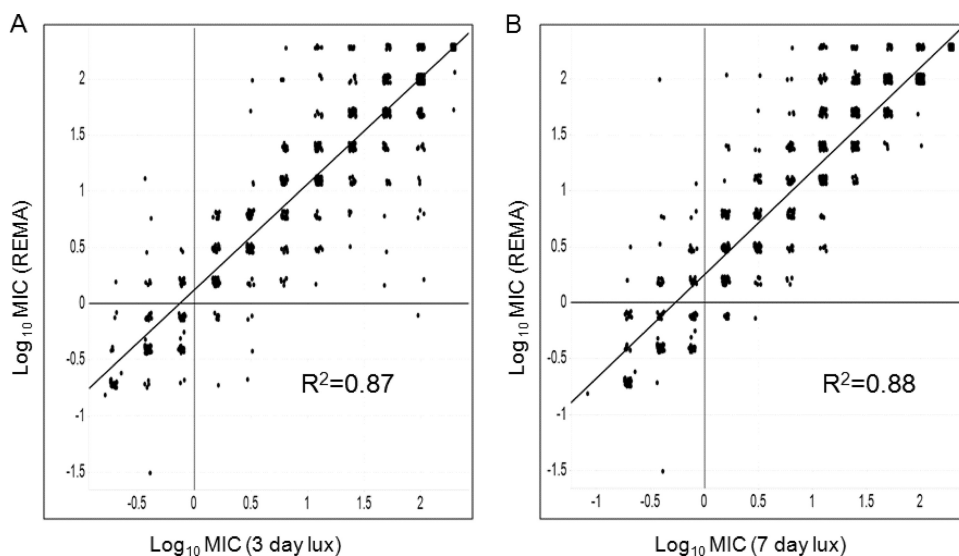 A
Log10 MIC (REMA)
2
1.5
1
0.5
0
-0.5
-1
-1.5
R2=0.87
-0.5 0 0.5 1 1.5 2
Log10 MIC (3 day lux)
B
Log10 MIC (REMA)
2
1.5
1
0.5
0
-0.5
-1
-1.5
R2=0.88
-1 -0.5 0 0.5 1 1.5 2
Log10 MIC (7 day lux)